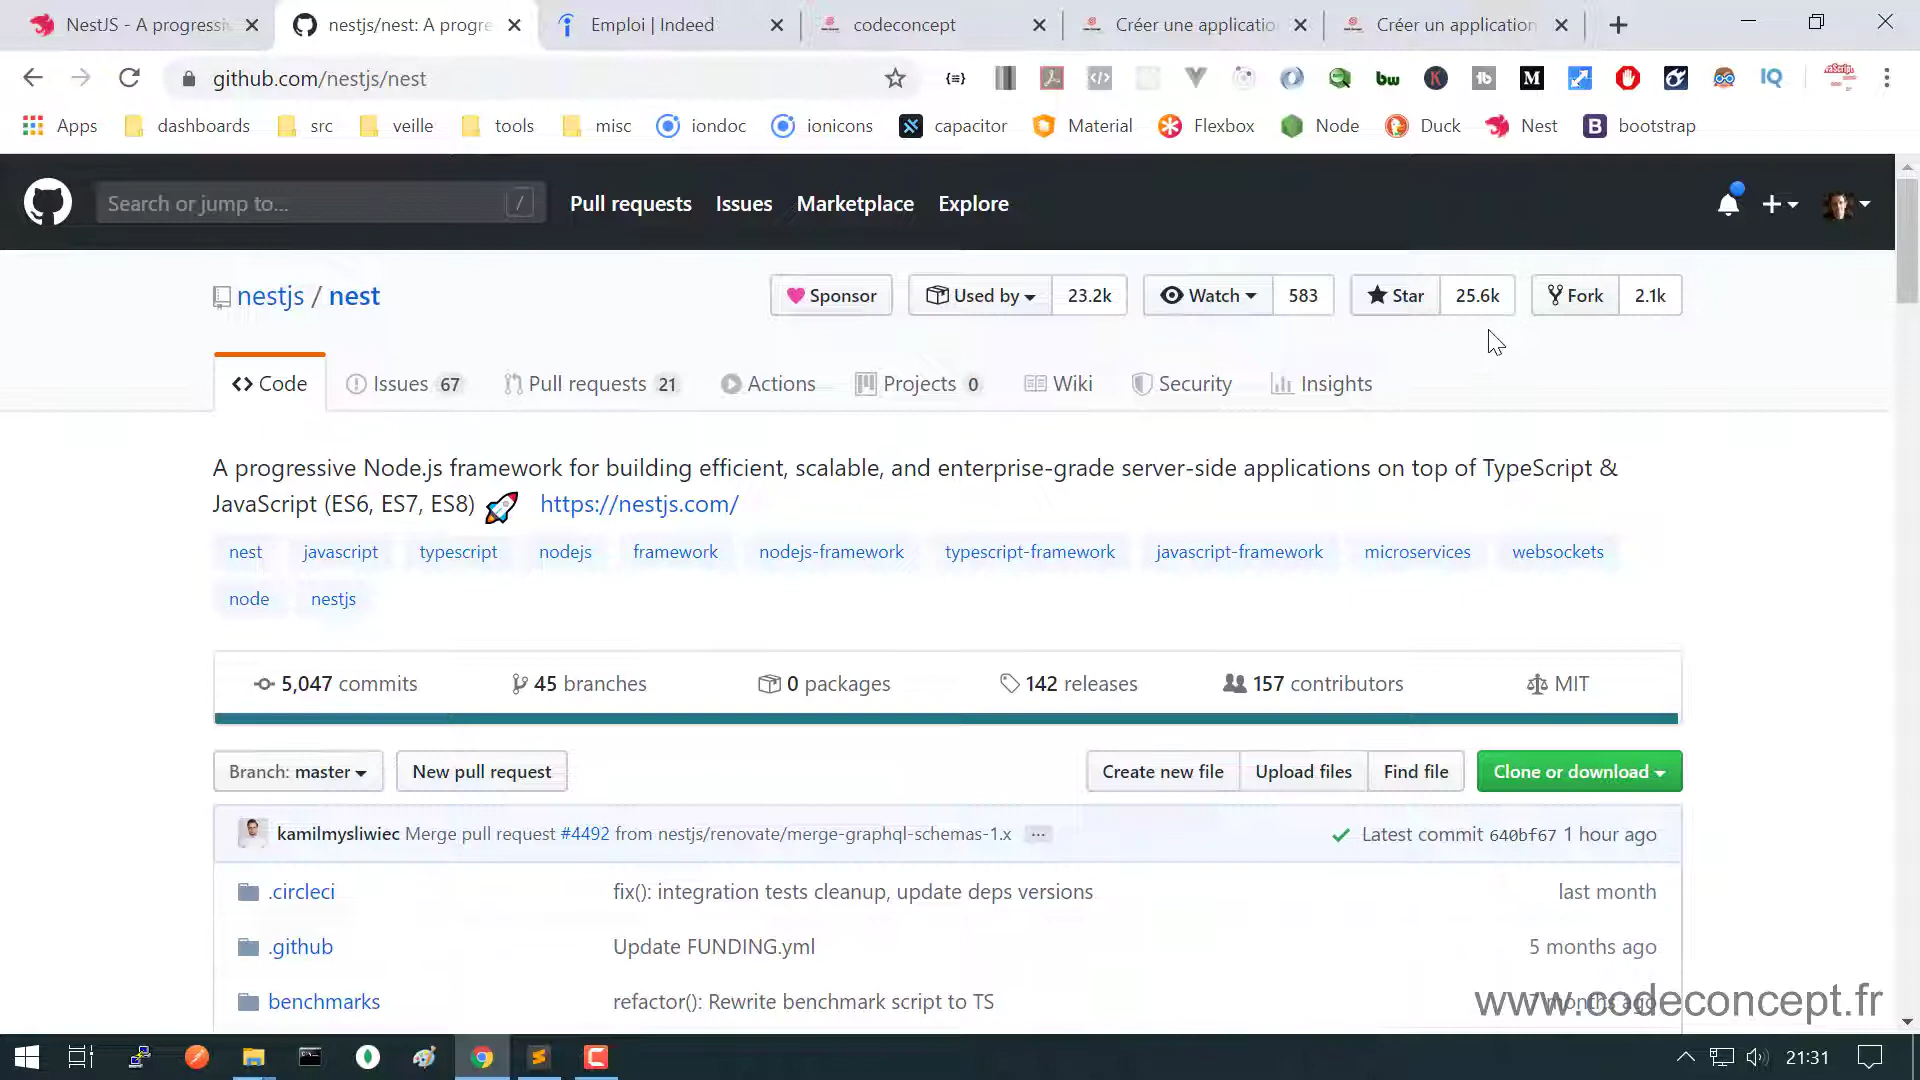 NestJS - A progressi
nestjs/nest: A progre
Emploi | Indeed
codeconcept
Créer une applicatio
Créer un application
github.com/nestjs/nest
Apps
dashboards
src
veille
tools
misc
iondoc
ionicons
capacitor
Material
Flexbox
Node
Duck
Nest
bootstrap
Search or jump to...
/
Pull requests
Issues
Marketplace
Explore
nestjs / nest
Sponsor
Used by
23.2k
Watch
583
Star
25.6k
Fork
2.1k
Code
Issues 67
Pull requests 21
Actions
Projects 0
Wiki
Security
Insights
A progressive Node.js framework for building efficient, scalable, and enterprise-grade server-side applications on top of TypeScript &
JavaScript (ES6, ES7, ES8) 🚀 https://nestjs.com/
nest
javascript
typescript
nodejs
framework
nodejs-framework
typescript-framework
javascript-framework
microservices
websockets
node
nestjs
5,047 commits
45 branches
0 packages
142 releases
157 contributors
MIT
Branch: master
New pull request
Create new file
Upload files
Find file
Clone or download
kamilmysliwiec Merge pull request #4492 from nestjs/renovate/merge-graphql-schemas-1.x ...
Latest commit 640bf67 1 hour ago
.circleci
fix(): integration tests cleanup, update deps versions
last month
.github
Update FUNDING.yml
5 months ago
benchmarks
refactor(): Rewrite benchmark script to TS
months ago
www.codeconcept.fr
21:31